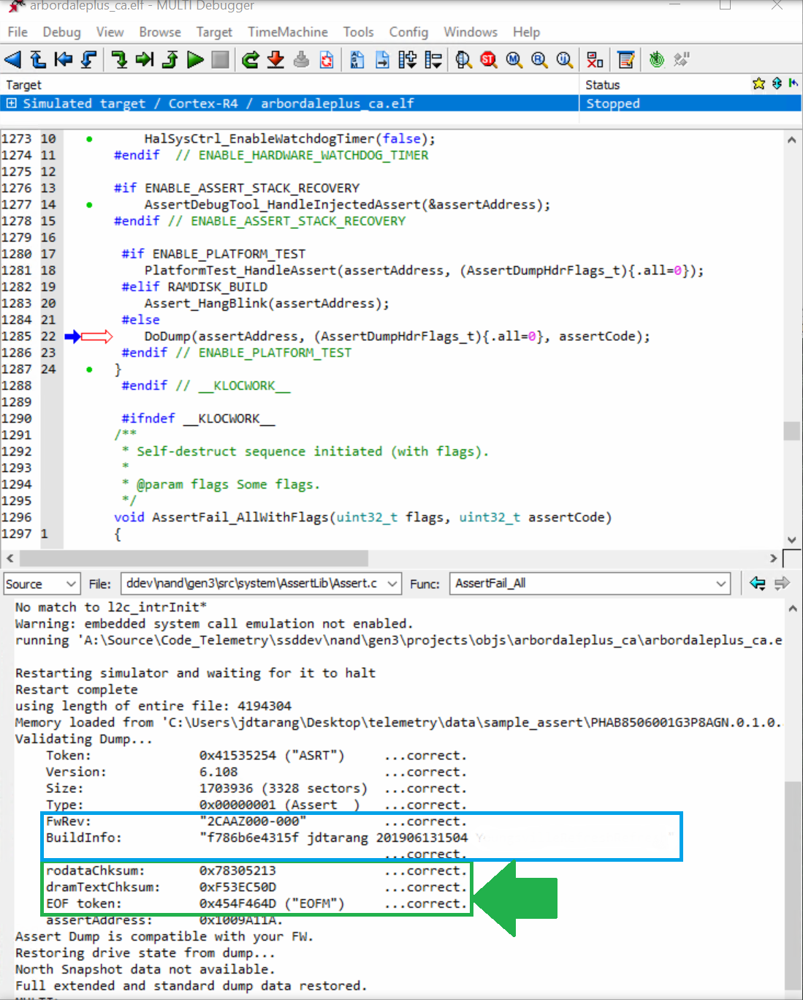 arbordaleplus_ca.elf - MULTI Debugger
File Debug View Browse Target TimeMachine Tools Config Windows Help
Target Status
Simulated target / Cortex-R4 / arbordaleplus_ca.elf Stopped
1273 10 HalSysCtrl_EnableWatchdogTimer(false);
1274 11 #endif // ENABLE_HARDWARE_WATCHDOG_TIMER
1275 12
1276 13 #if ENABLE_ASSERT_STACK_RECOVERY
1277 14 AssertDebugTool_HandleInjectedAssert(&assertAddress);
1278 15 #endif // ENABLE_ASSERT_STACK_RECOVERY
1279 16
1280 17 #if ENABLE_PLATFORM_TEST
1281 18 PlatformTest_HandleAssert(assertAddress, (AssertDumpHdrFlags_t){.all=0});
1282 19 #elif RAMDISK_BUILD
1283 20 Assert_HangBlink(assertAddress);
1284 21 #else
1285 22 DoDump(assertAddress, (AssertDumpHdrFlags_t){.all=0}, assertCode);
1286 23 #endif // ENABLE_PLATFORM_TEST
1287 24 }
1288 #endif // __KLOCWORK__
1289
1290 #ifndef __KLOCWORK__
1291 /**
1292 * Self-destruct sequence initiated (with flags).
1293 *
1294 * @param flags Some flags.
1295 */
1296 void AssertFail_AllWithFlags(uint32_t flags, uint32_t assertCode)
1297 1 {
Source File: ddev\nand\gen3\src\system\AssertLib\Assert.c Func: AssertFail_All
No match to l2c_intrInit*
Warning: embedded system call emulation not enabled.
running 'A:\Source\Code_Telemetry\ssddev\nand\gen3\projects\objs\arbordaleplus_ca\arbordaleplus_ca.e
Restarting simulator and waiting for it to halt
Restart complete
using length of entire file: 4194304
Memory loaded from 'C:\Users\jdtarang\Desktop\telemetry\data\sample_assert\PHAB8506001G3P8AGN.0.1.0.
Validating Dump...
Token: 0x41535254 ("ASRT") ...correct.
Version: 6.108 ...correct.
Size: 1703936 (3328 sectors) ...correct.
Type: 0x00000001 (Assert ) ...correct.
FwRev: "2CAAZ000-000" ...correct.
BuildInfo: "f786b6e4315f jdtarang 201906131504
...correct.
rodataChksum: 0x78305213 ...correct.
dramTextChksum: 0xF53EC50D ...correct.
EOF token: 0x454F464D ("EOFM") ...correct.
assertAddress: 0x1009A11A.
Assert Dump is compatible with your FW.
Restoring drive state from dump...
North Snapshot data not available.
Full extended and standard dump data restored.